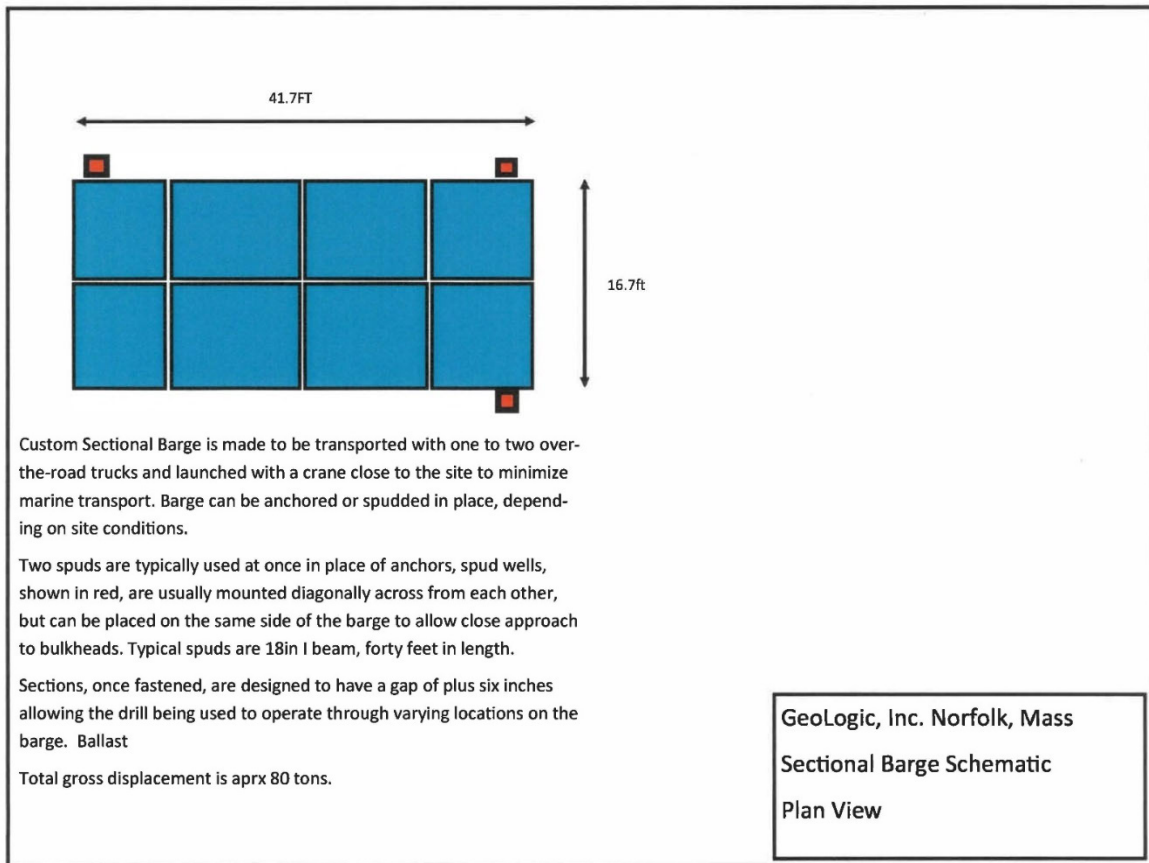 41.7FT
16.7ft
Custom Sectional Barge is made to be transported with one to two over-
the-road trucks and launched with a crane close to the site to minimize
marine transport. Barge can be anchored or spudded in place, depend-
ing on site conditions.
Two spuds are typically used at once in place of anchors, spud wells,
shown in red, are usually mounted diagonally across from each other,
but can be placed on the same side of the barge to allow close approach
to bulkheads. Typical spuds are 18in I beam, forty feet in length.
Sections, once fastened, are designed to have a gap of plus six inches
allowing the drill being used to operate through varying locations on the
barge.  Ballast
Total gross displacement is aprx 80 tons.
GeoLogic, Inc. Norfolk, Mass
Sectional Barge Schematic
Plan View